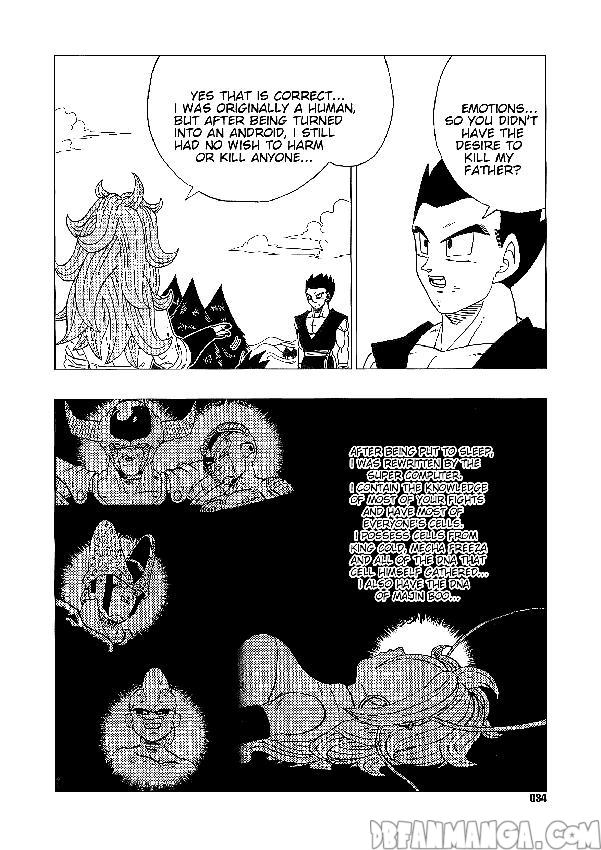 EMOTIONS...
SO YOU DIDN'T
HAVE THE
DESIRE TO
KILL MY
FATHER?
YES THAT IS CORRECT...
I WAS ORIGINALLY A HUMAN,
BUT AFTER BEING TURNED
INTO AN ANDROID, I STILL
HAD NO WISH TO HARM
OR KILL ANYONE...
AFTER BEING PUT TO SLEEP,
I WAS REWRITTEN BY THE
SUPER COMPUTER.
I CONTAIN THE KNOWLEDGE
OF MOST OF YOUR FIGHTS
AND HAVE MOST OF
EVERYONE'S CELLS.
I POSSESS CELLS FROM
KING COLD, MECHA FREEZA
AND ALL OF THE DNA THAT
CELL HIMSELF GATHERED...
I ALSO HAVE THE DNA
OF MAJIN BOO...
034
DBFANMANGA.COM